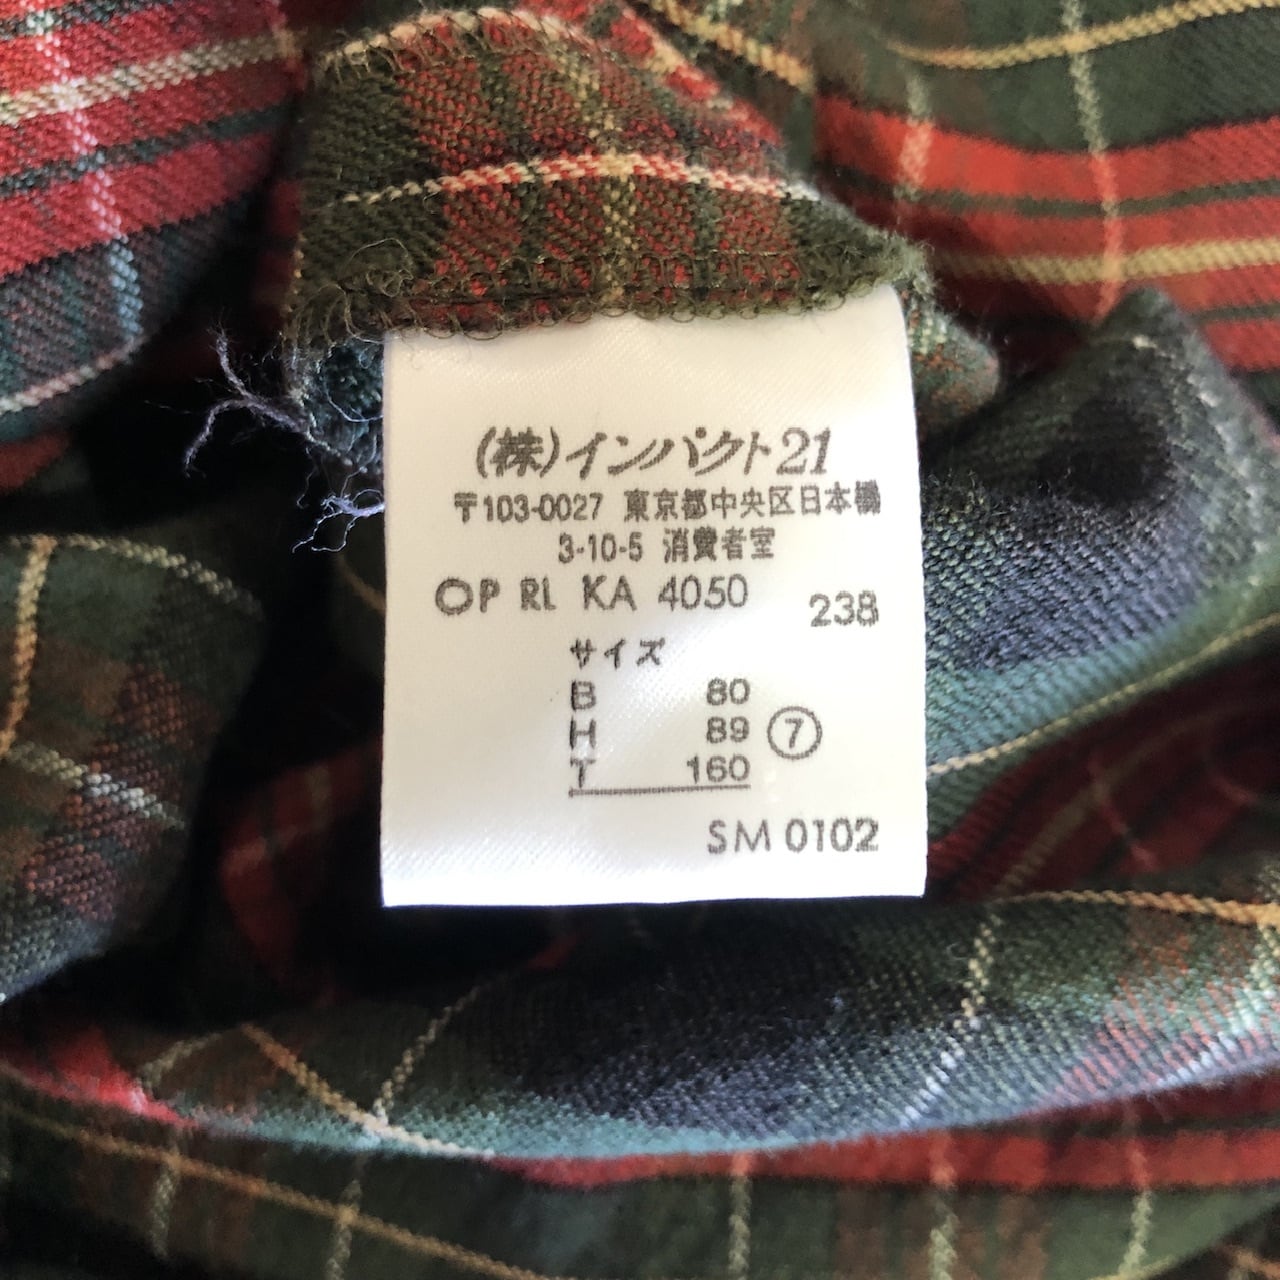 (株)インパクト21
〒103-0027 東京都中央区日本橋
3-10-5 消費者室
OP RL KA 4050 238
サイズ
B 80
H 89 ⑦
T 160
SM 0102